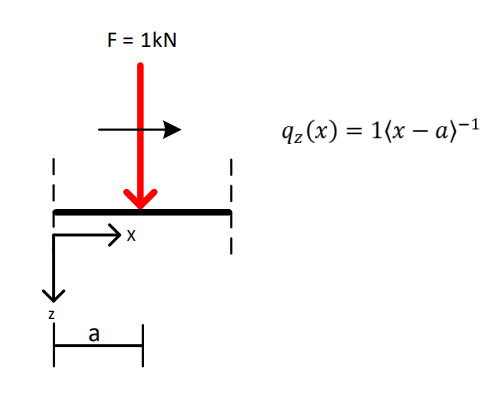 F = 1kN
q_z(x) = 1⟨x − a⟩⁻¹
x
z
a